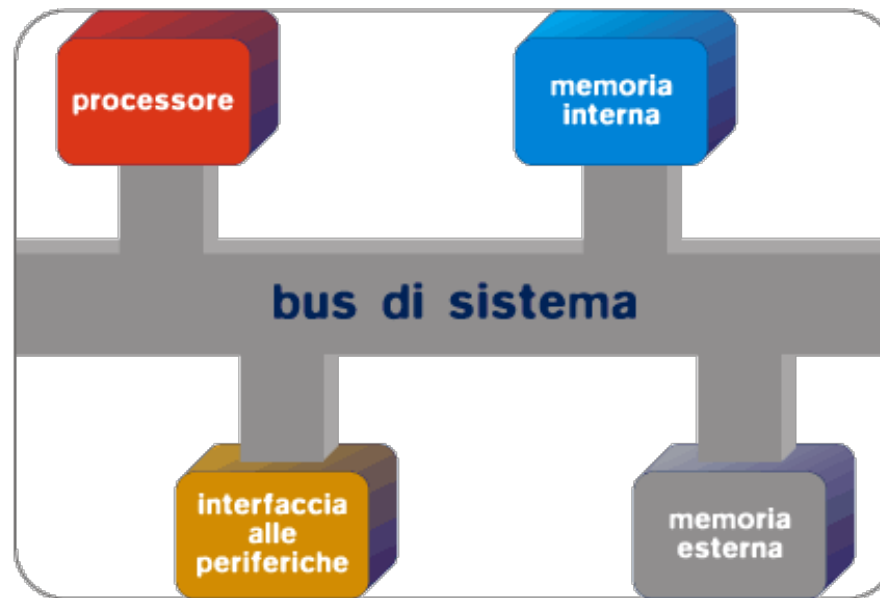 processore
memoria
interna
bus di sistema
interfaccia
alle
periferiche
memoria
esterna